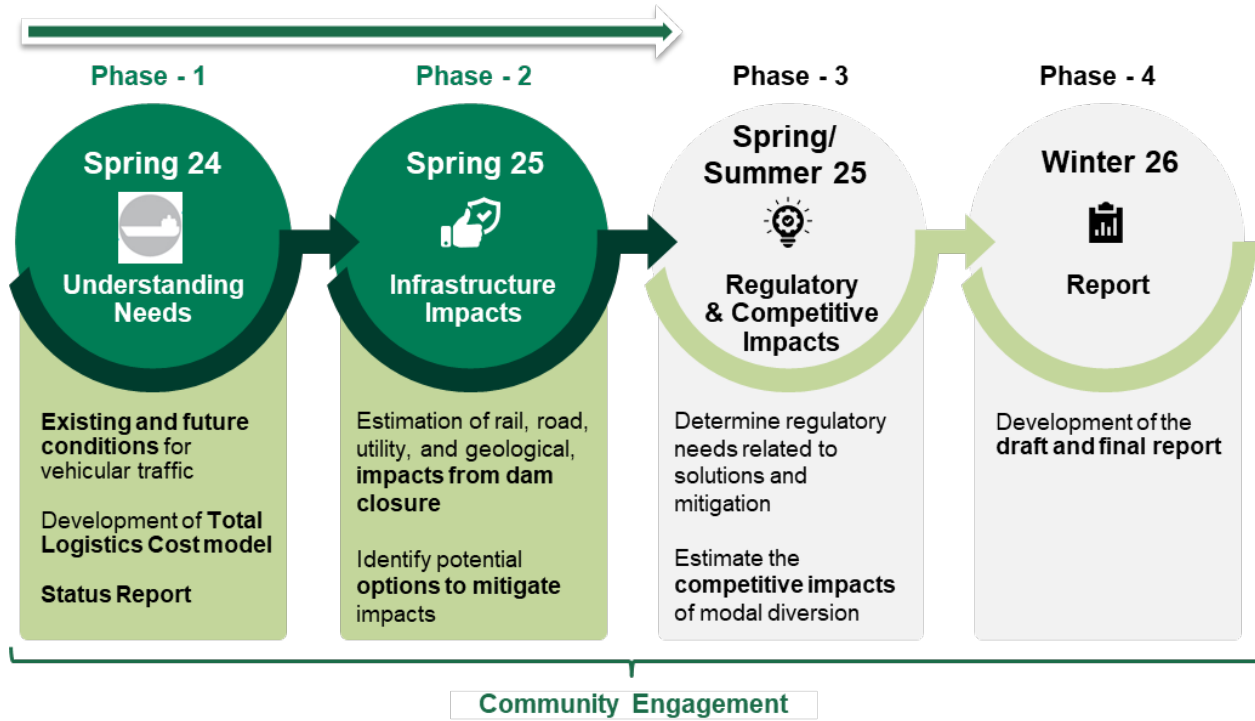 Phase - 1
Spring 24
Understanding
Needs
Existing and future
conditions for
vehicular traffic
Development of Total
Logistics Cost model
Status Report
Phase - 2
Spring 25
Infrastructure
Impacts
Estimation of rail, road,
utility, and geological,
impacts from dam
closure
Identify potential
options to mitigate
impacts
Phase - 3
Spring/
Summer 25
Regulatory
& Competitive
Impacts
Determine regulatory
needs related to
solutions and
mitigation
Estimate the
competitive impacts
of modal diversion
Phase - 4
Winter 26
Report
Development of the
draft and final report
Community Engagement